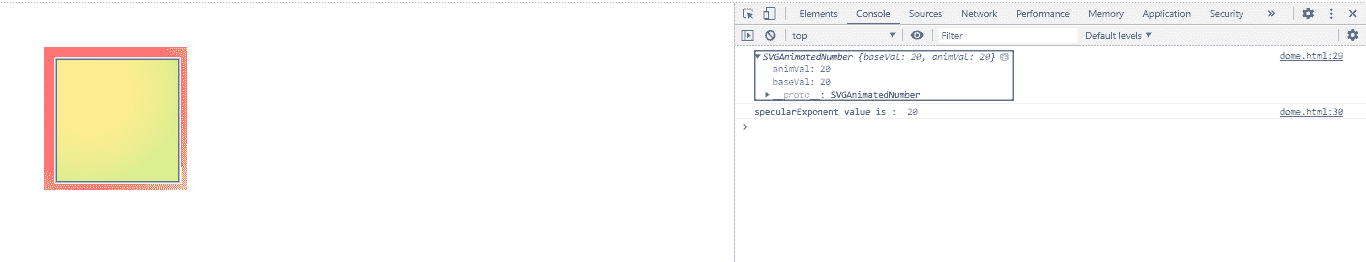 Elements Console Sources Network Performance Memory Application Security »
top ▼ Filter Default levels ▼
▼SVGAnimatedNumber {baseVal: 20, animVal: 20} dome.html:29
animVal: 20
baseVal: 20
▶ __proto__: SVGAnimatedNumber
specularExponent value is : 20 dome.html:30
>